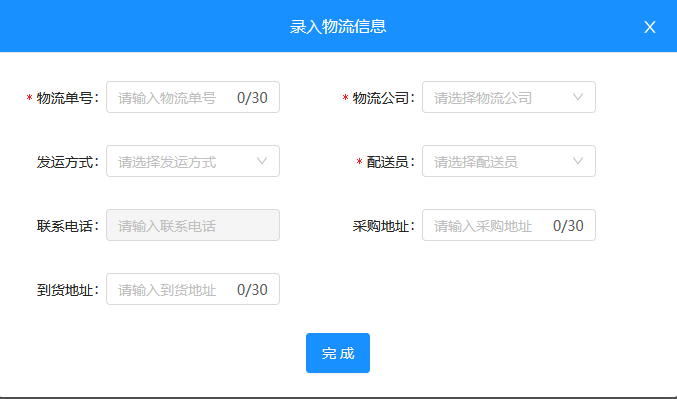 录入物流信息 X
* 物流单号： 请输入物流单号 0/30 * 物流公司： 请选择物流公司
发运方式： 请选择发运方式 * 配送员： 请选择配送员
联系电话： 请输入联系电话 采购地址： 请输入采购地址 0/30
到货地址： 请输入到货地址 0/30
完 成